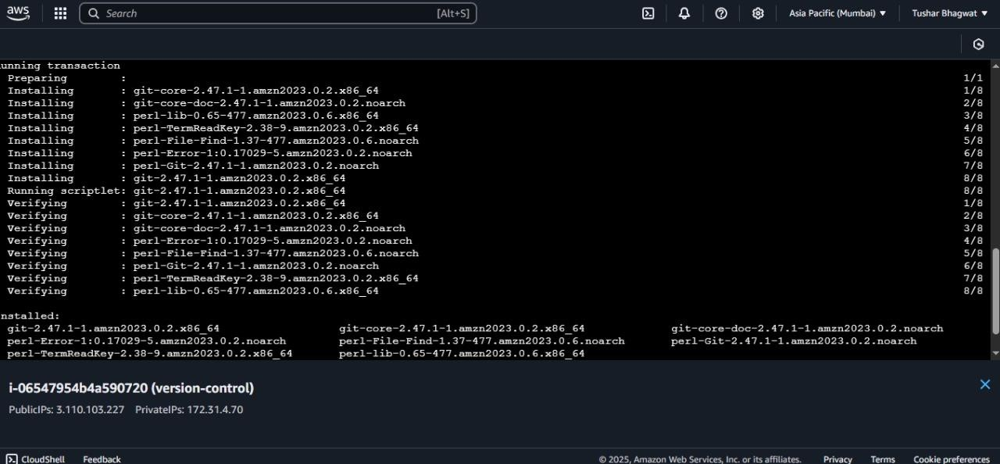 aws Search [Alt+S] Asia Pacific (Mumbai) Tushar Bhagwat
unning transaction
Preparing : 1/1
Installing : git-core-2.47.1-1.amzn2023.0.2.x86_64 1/8
Installing : git-core-doc-2.47.1-1.amzn2023.0.2.noarch 2/8
Installing : perl-lib-0.65-477.amzn2023.0.6.x86_64 3/8
Installing : perl-TermReadKey-2.38-9.amzn2023.0.2.x86_64 4/8
Installing : perl-File-Find-1.37-477.amzn2023.0.6.noarch 5/8
Installing : perl-Error-1:0.17029-5.amzn2023.0.2.noarch 6/8
Installing : perl-Git-2.47.1-1.amzn2023.0.2.noarch 7/8
Installing : git-2.47.1-1.amzn2023.0.2.x86_64 8/8
Running scriptlet: git-2.47.1-1.amzn2023.0.2.x86_64 8/8
Verifying : git-2.47.1-1.amzn2023.0.2.x86_64 1/8
Verifying : git-core-2.47.1-1.amzn2023.0.2.x86_64 2/8
Verifying : git-core-doc-2.47.1-1.amzn2023.0.2.noarch 3/8
Verifying : perl-Error-1:0.17029-5.amzn2023.0.2.noarch 4/8
Verifying : perl-File-Find-1.37-477.amzn2023.0.6.noarch 5/8
Verifying : perl-Git-2.47.1-1.amzn2023.0.2.noarch 6/8
Verifying : perl-TermReadKey-2.38-9.amzn2023.0.2.x86_64 7/8
Verifying : perl-lib-0.65-477.amzn2023.0.6.x86_64 8/8
nstalled:
git-2.47.1-1.amzn2023.0.2.x86_64 git-core-2.47.1-1.amzn2023.0.2.x86_64 git-core-doc-2.47.1-1.amzn2023.0.2.noarch
perl-Error-1:0.17029-5.amzn2023.0.2.noarch perl-File-Find-1.37-477.amzn2023.0.6.noarch perl-Git-2.47.1-1.amzn2023.0.2.noarch
perl-TermReadKey-2.38-9.amzn2023.0.2.x86_64 perl-lib-0.65-477.amzn2023.0.6.x86_64
i-06547954b4a590720 (version-control)
PublicIPs: 3.110.103.227 PrivateIPs: 172.31.4.70
CloudShell Feedback © 2025, Amazon Web Services, Inc. or its affiliates. Privacy Terms Cookie preferences